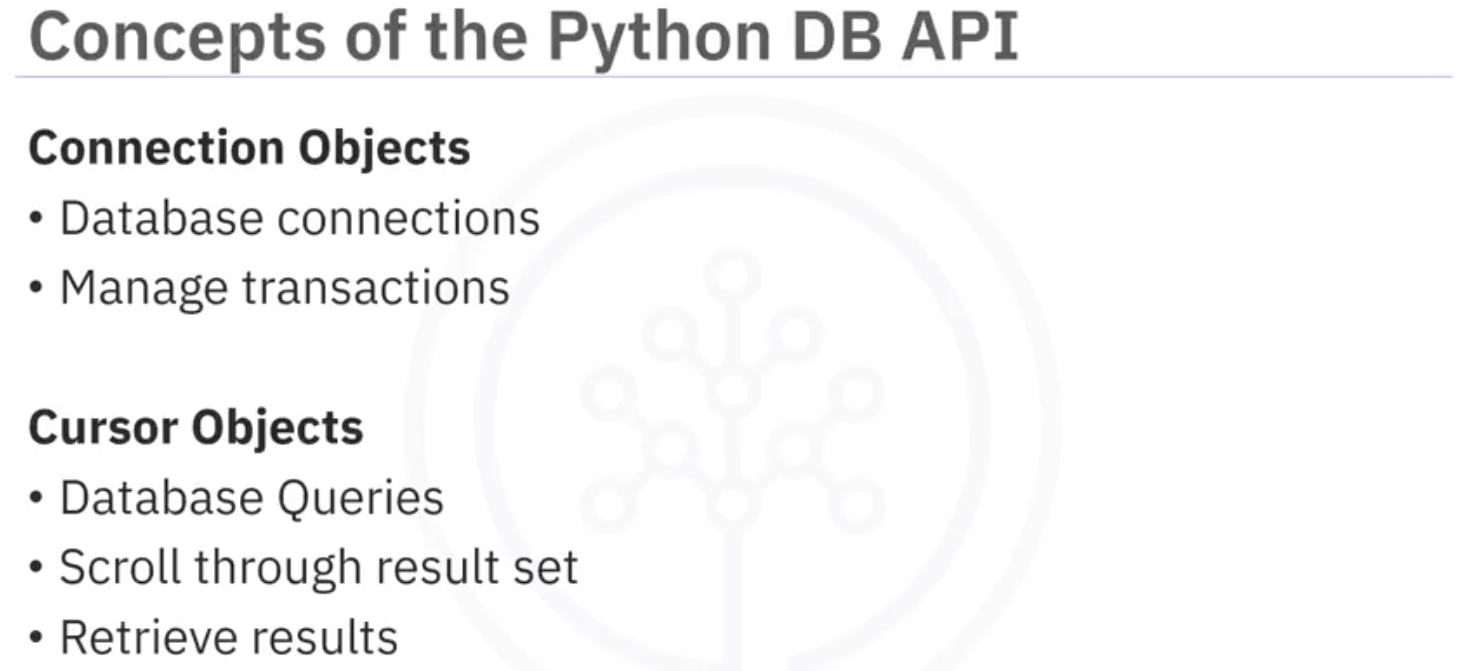 Concepts of the Python DB API
Connection Objects
• Database connections
• Manage transactions
Cursor Objects
• Database Queries
• Scroll through result set
• Retrieve results